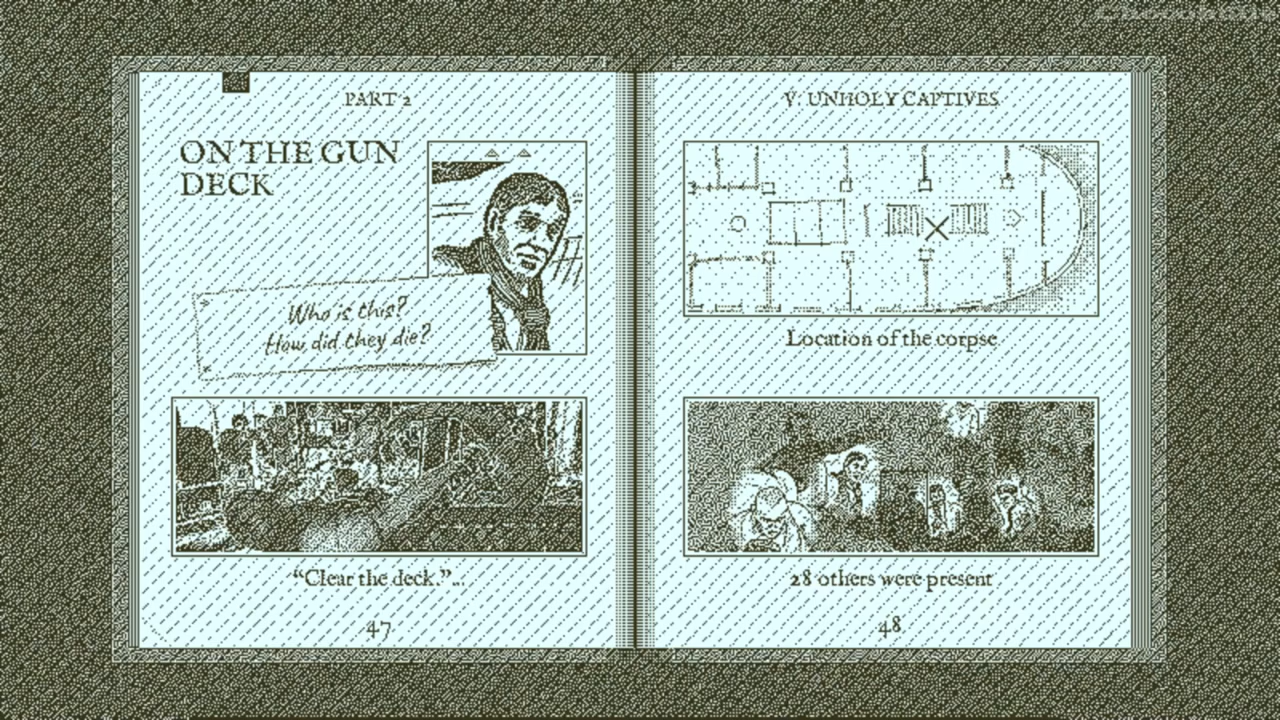 PART 2
ON THE GUN
DECK
Who is this?
How did they die?
"Clear the deck."...
47
V. UNHOLY CAPTIVES
Location of the corpse
28 others were present
48